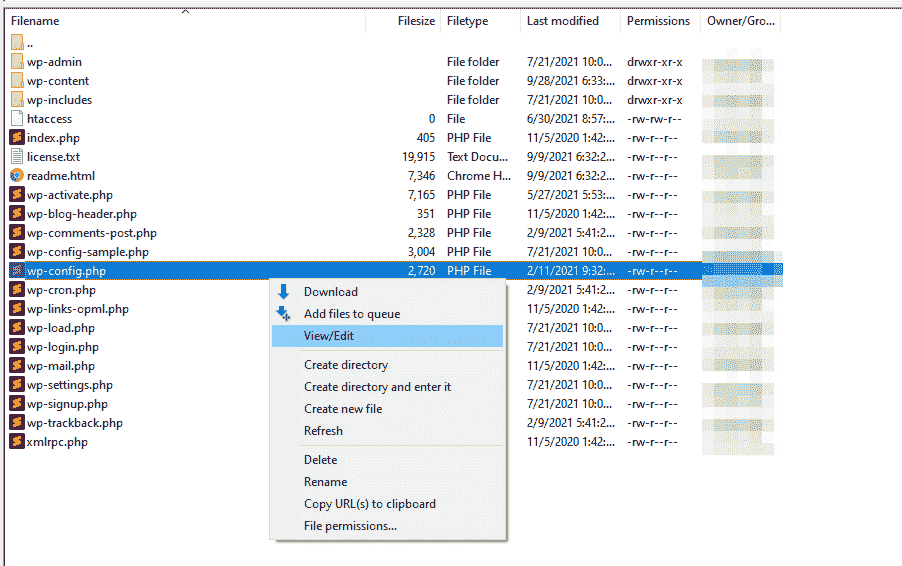 Filename Filesize Filetype Last modified Permissions Owner/Gro...
..
wp-admin File folder 7/21/2021 10:0... drwxr-xr-x
wp-content File folder 9/28/2021 6:33:... drwxr-xr-x
wp-includes File folder 7/21/2021 10:0... drwxr-xr-x
htaccess 0 File 6/30/2021 8:57:... -rw-rw-r--
index.php 405 PHP File 11/5/2020 1:42:... -rw-r--r--
license.txt 19,915 Text Docu... 9/9/2021 6:32:2... -rw-r--r--
readme.html 7,346 Chrome H... 9/9/2021 6:32:2... -rw-r--r--
wp-activate.php 7,165 PHP File 5/27/2021 5:53:... -rw-r--r--
wp-blog-header.php 351 PHP File 11/5/2020 1:42:... -rw-r--r--
wp-comments-post.php 2,328 PHP File 2/9/2021 5:41:2... -rw-r--r--
wp-config-sample.php 3,004 PHP File 7/21/2021 10:0... -rw-r--r--
wp-config.php 2,720 PHP File 2/11/2021 9:32:... -rw-r--r--
wp-cron.php 2/9/2021 5:41:2... -rw-r--r--
wp-links-opml.php 11/5/2020 1:42:... -rw-r--r--
wp-load.php 7/21/2021 10:0... -rw-r--r--
wp-login.php 7/21/2021 10:0... -rw-r--r--
wp-mail.php 11/5/2020 1:42:... -rw-r--r--
wp-settings.php 7/21/2021 10:0... -rw-r--r--
wp-signup.php 7/21/2021 10:0... -rw-r--r--
wp-trackback.php 2/9/2021 5:41:2... -rw-r--r--
xmlrpc.php 11/5/2020 1:42:... -rw-r--r--
Download
Add files to queue
View/Edit
Create directory
Create directory and enter it
Create new file
Refresh
Delete
Rename
Copy URL(s) to clipboard
File permissions...